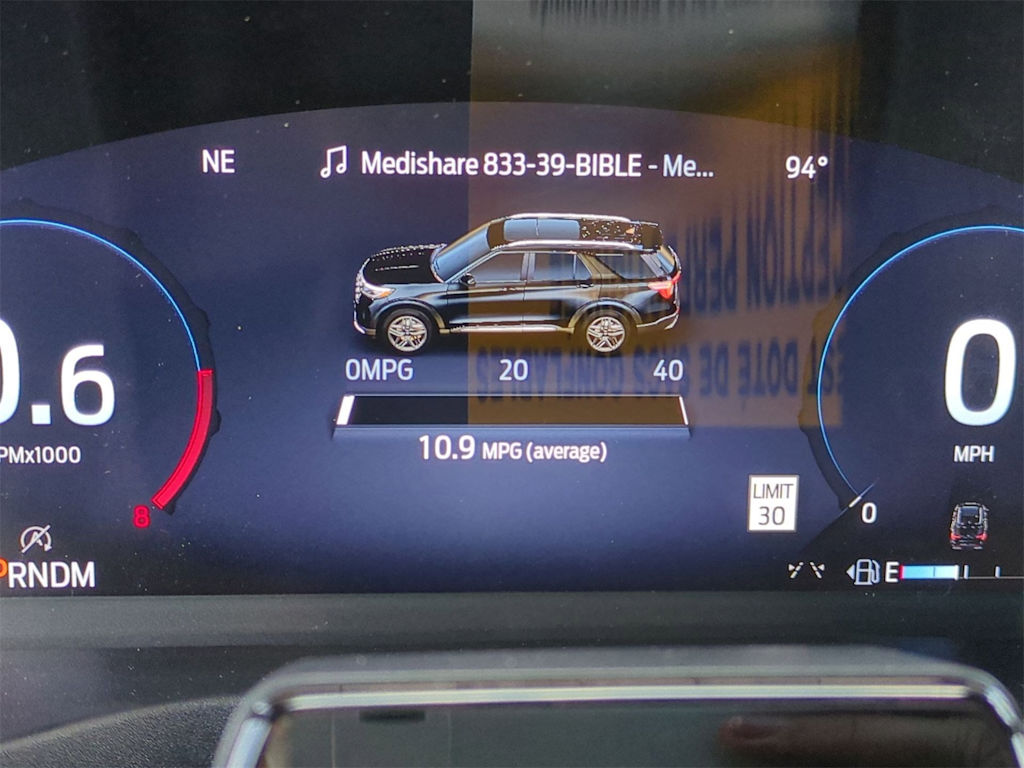 NE
Medishare 833-39-BIBLE - Me...
94°
0MPG 20 40
10.9 MPG (average)
.6
PMx1000
8
PRNDM
0
MPH
LIMIT
30
0
E